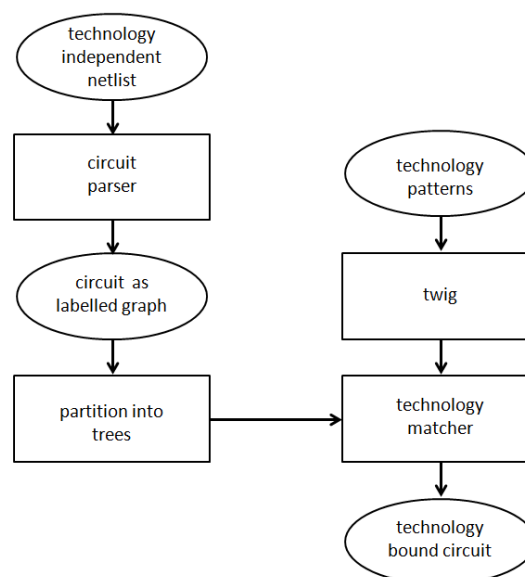 technology
independent
netlist
circuit
parser
technology
patterns
circuit as
labelled graph
twig
partition into
trees
technology
matcher
technology
bound circuit